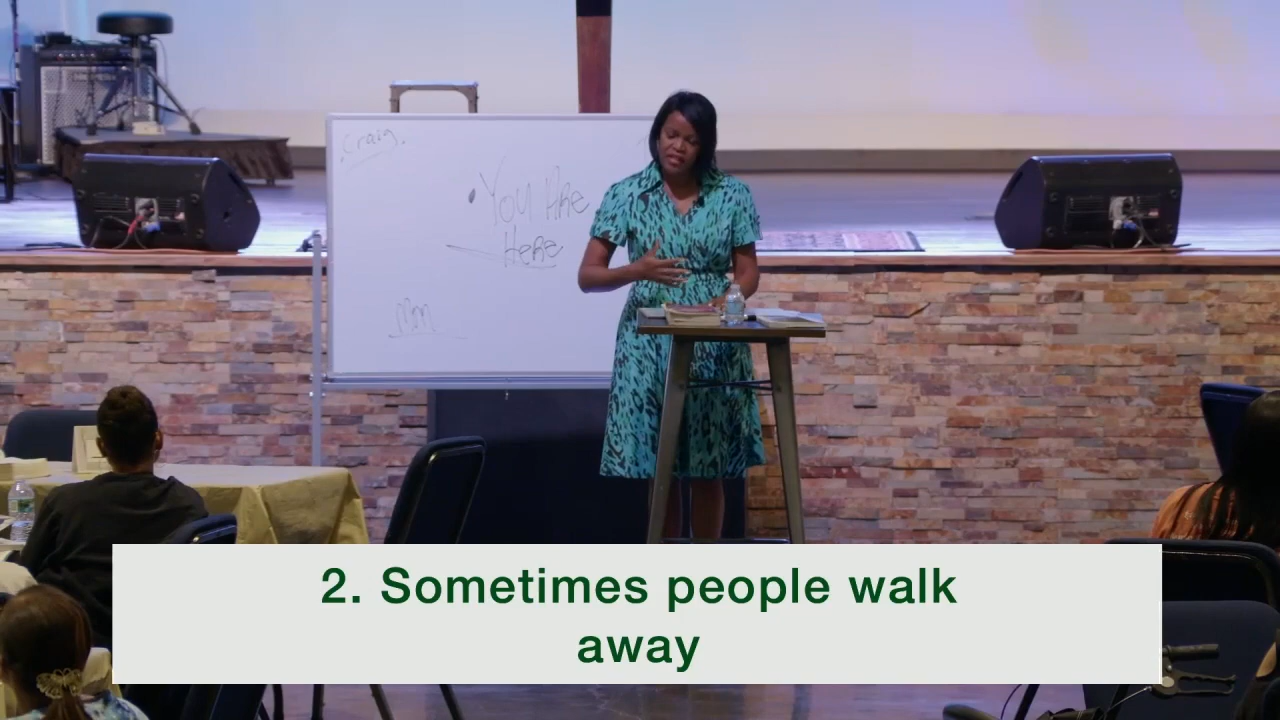 Craig.
• You Are
Here
2. Sometimes people walk
away